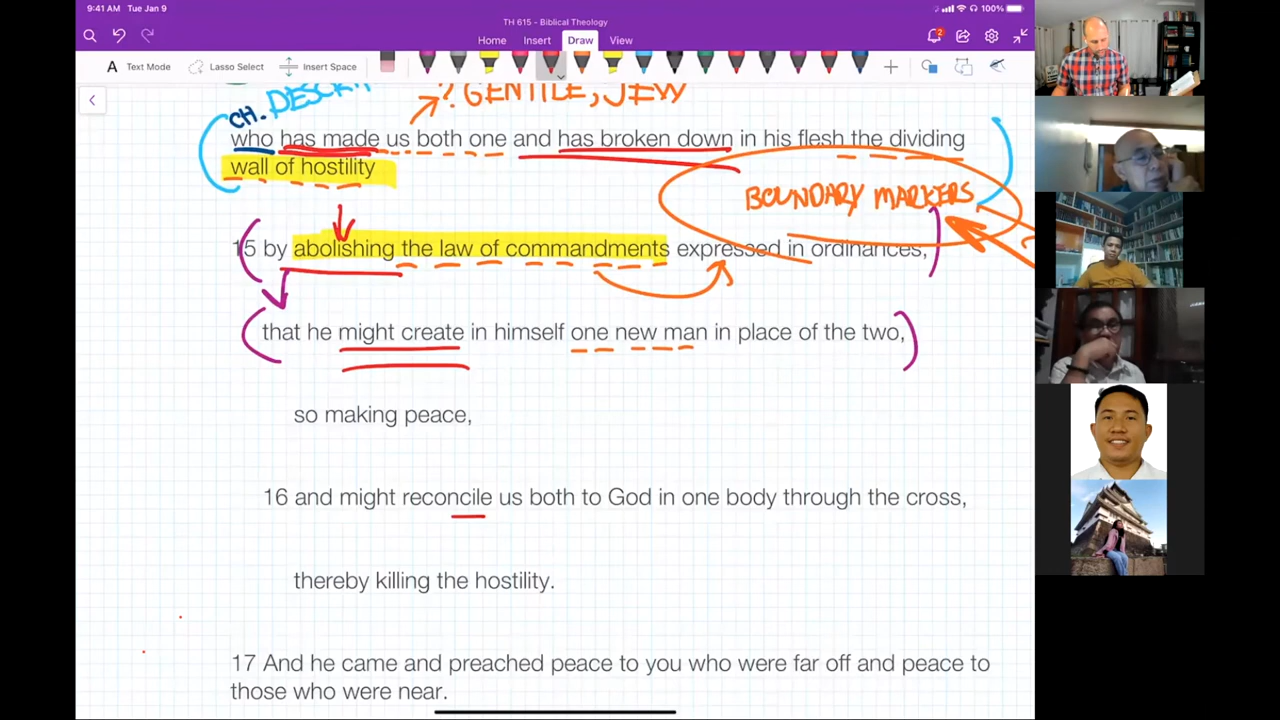 9:41 AM Tue Jan 9
100%
TH 615 - Biblical Theology
Home Insert Draw View
2
A Text Mode Lasso Select Insert Space
CH.
? GENTILE, JEW
who has made us both one and has broken down in his flesh the dividing
wall of hostility
BOUNDARY MARKERS
15 by abolishing the law of commandments expressed in ordinances,
that he might create in himself one new man in place of the two,
so making peace,
16 and might reconcile us both to God in one body through the cross,
thereby killing the hostility.
17 And he came and preached peace to you who were far off and peace to
those who were near.